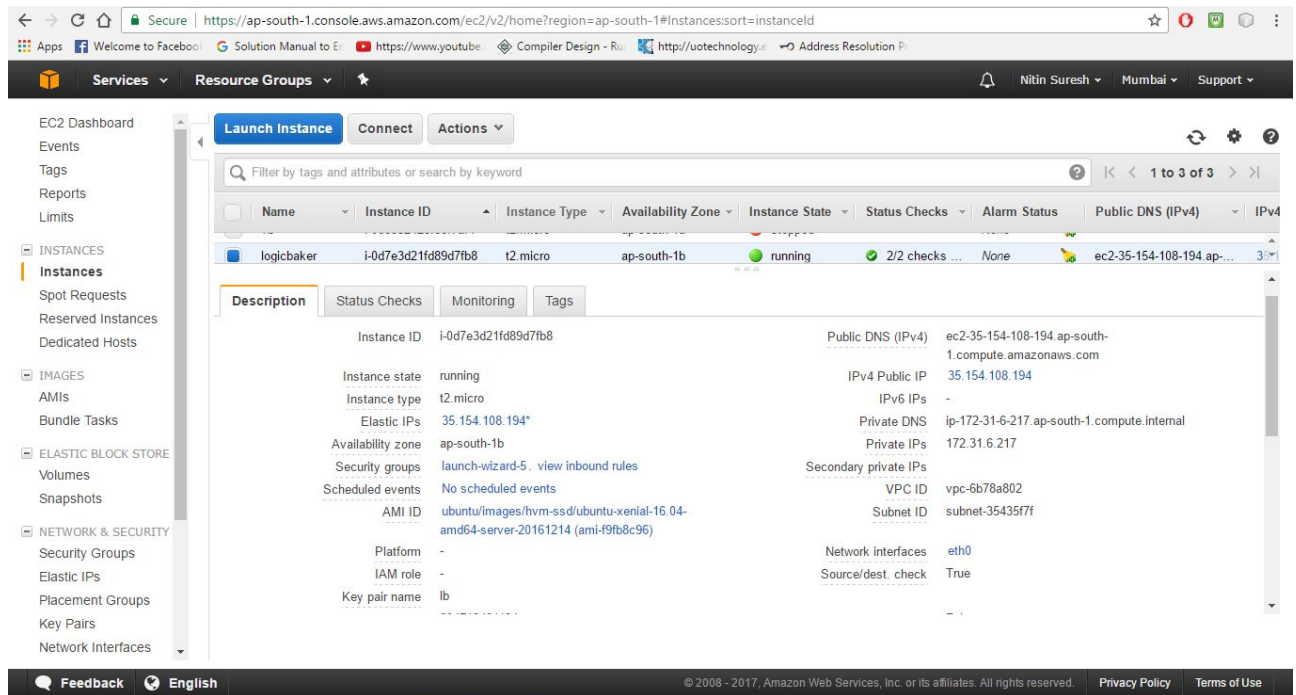 Secure | https://ap-south-1.console.aws.amazon.com/ec2/v2/home?region=ap-south-1#Instances:sort=instanceId
Apps Welcome to Facebool Solution Manual to Er https://www.youtube. Compiler Design - Ru http://uotechnology.e Address Resolution P
Services Resource Groups Nitin Suresh Mumbai Support
EC2 Dashboard
Events
Tags
Reports
Limits
INSTANCES
Instances
Spot Requests
Reserved Instances
Dedicated Hosts
IMAGES
AMIs
Bundle Tasks
ELASTIC BLOCK STORE
Volumes
Snapshots
NETWORK & SECURITY
Security Groups
Elastic IPs
Placement Groups
Key Pairs
Network Interfaces
Launch Instance Connect Actions
Filter by tags and attributes or search by keyword 1 to 3 of 3
Name Instance ID Instance Type Availability Zone Instance State Status Checks Alarm Status Public DNS (IPv4) IPv4
logicbaker i-0d7e3d21fd89d7fb8 t2.micro ap-south-1b running 2/2 checks ... None ec2-35-154-108-194.ap-...
Description Status Checks Monitoring Tags
Instance ID i-0d7e3d21fd89d7fb8
Instance state running
Instance type t2.micro
Elastic IPs 35.154.108.194*
Availability zone ap-south-1b
Security groups launch-wizard-5. view inbound rules
Scheduled events No scheduled events
AMI ID ubuntu/images/hvm-ssd/ubuntu-xenial-16.04-
amd64-server-20161214 (ami-f9fb8c96)
Platform -
IAM role -
Key pair name lb
Public DNS (IPv4) ec2-35-154-108-194.ap-south-
1.compute.amazonaws.com
IPv4 Public IP 35.154.108.194
IPv6 IPs -
Private DNS ip-172-31-6-217.ap-south-1.compute.internal
Private IPs 172.31.6.217
Secondary private IPs
VPC ID vpc-6b78a802
Subnet ID subnet-35435f7f
Network interfaces eth0
Source/dest. check True
Feedback English © 2008 - 2017, Amazon Web Services, Inc. or its affiliates. All rights reserved. Privacy Policy Terms of Use